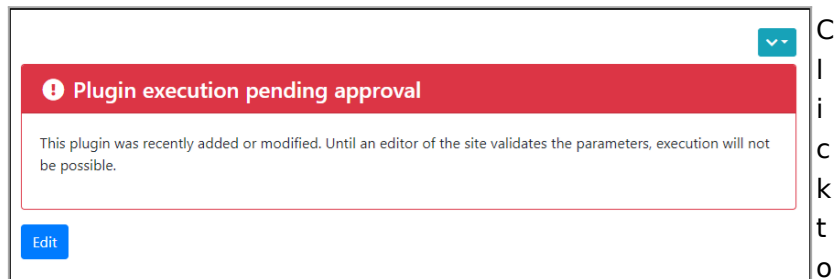 Plugin execution pending approval
This plugin was recently added or modified. Until an editor of the site validates the parameters, execution will not
be possible.
Edit
C
l
i
c
k
t
o